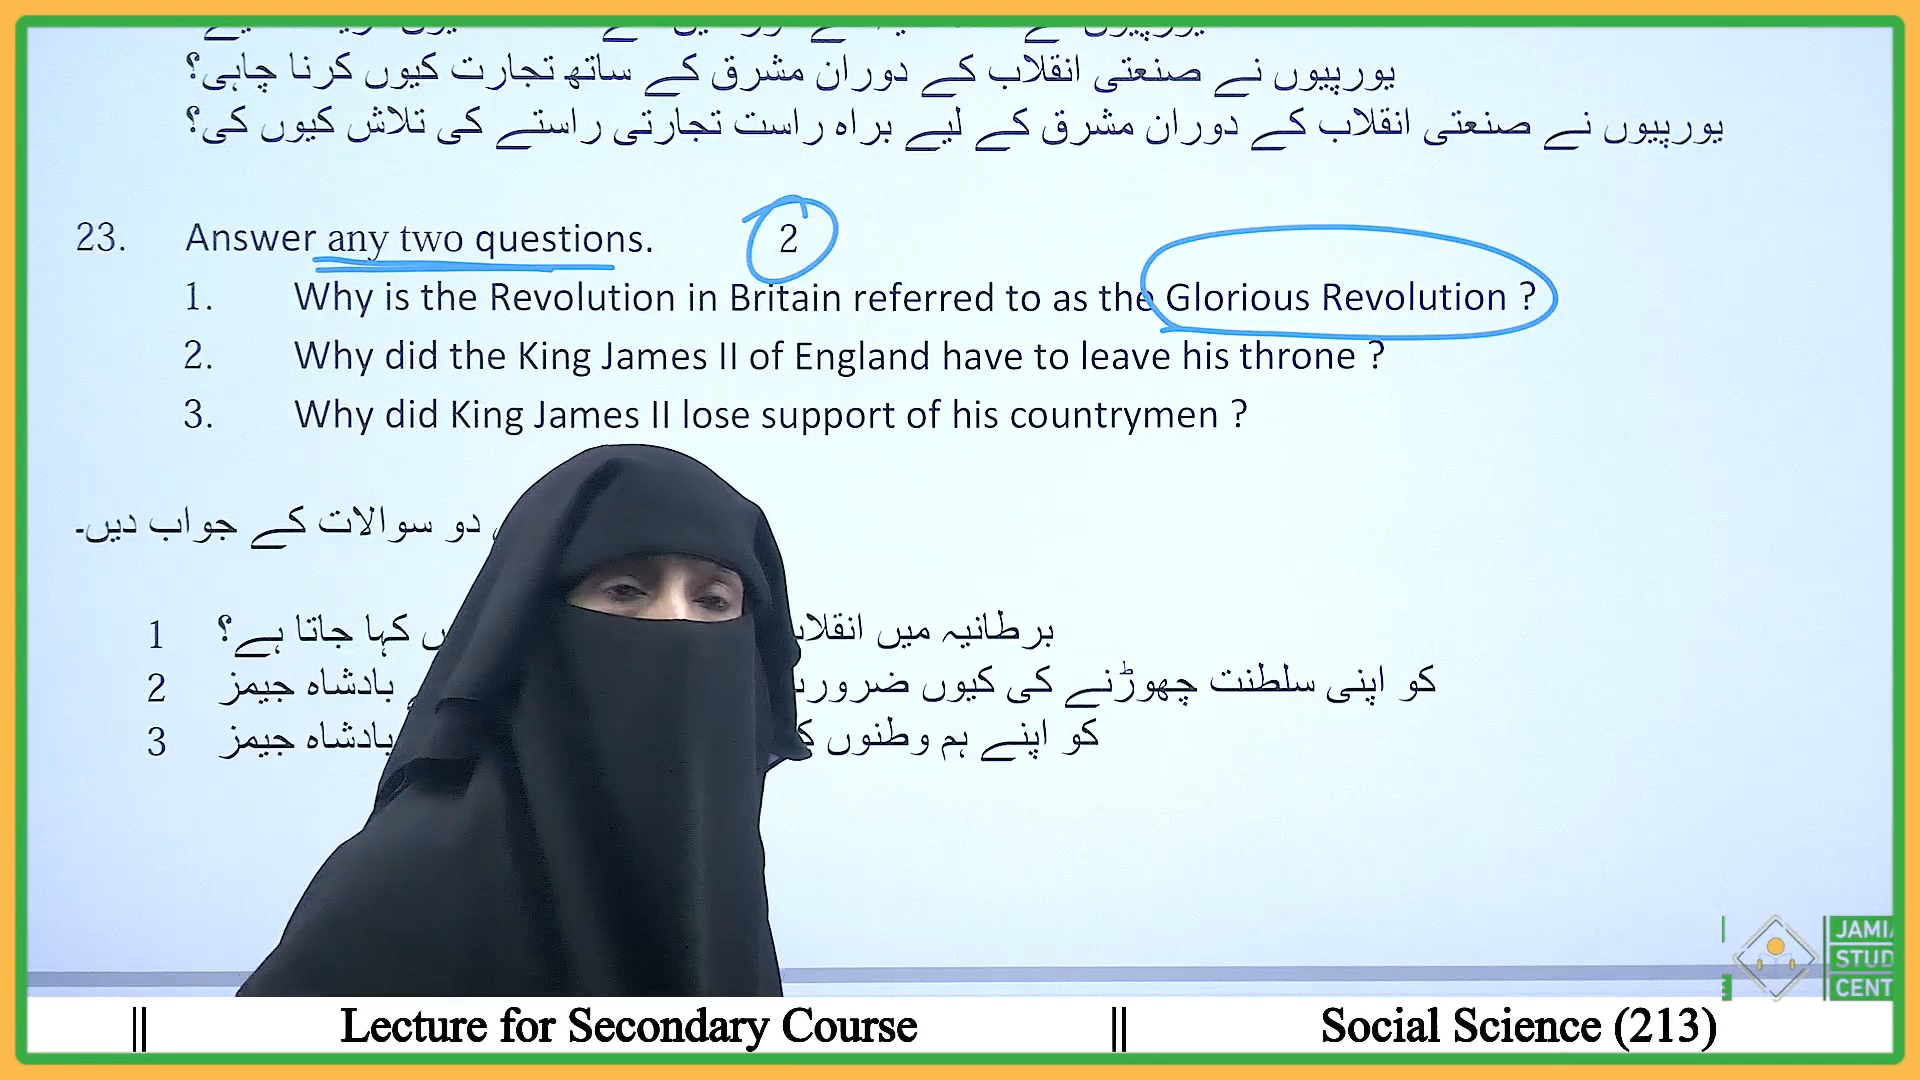 یورپیوں نے صنعتی انقلاب کے دوران مشرق کے ساتھ تجارت کیوں کرنا چاہی؟
یورپیوں نے صنعتی انقلاب کے دوران مشرق کے لیے براہ راست تجارتی راستے کی تلاش کیوں کی؟
23. Answer any two questions. 2
1. Why is the Revolution in Britain referred to as the Glorious Revolution ?
2. Why did the King James II of England have to leave his throne ?
3. Why did King James II lose support of his countrymen ?
دو سوالات کے جواب دیں۔
1 برطانیہ میں کہا جاتا ہے؟
2 کو اپنی سلطنت چھوڑنے کی کیوں بادشاہ جیمز
3 کو اپنے ہم وطنوں بادشاہ جیمز
JAMI
STUD
CENT
|| Lecture for Secondary Course || Social Science (213)